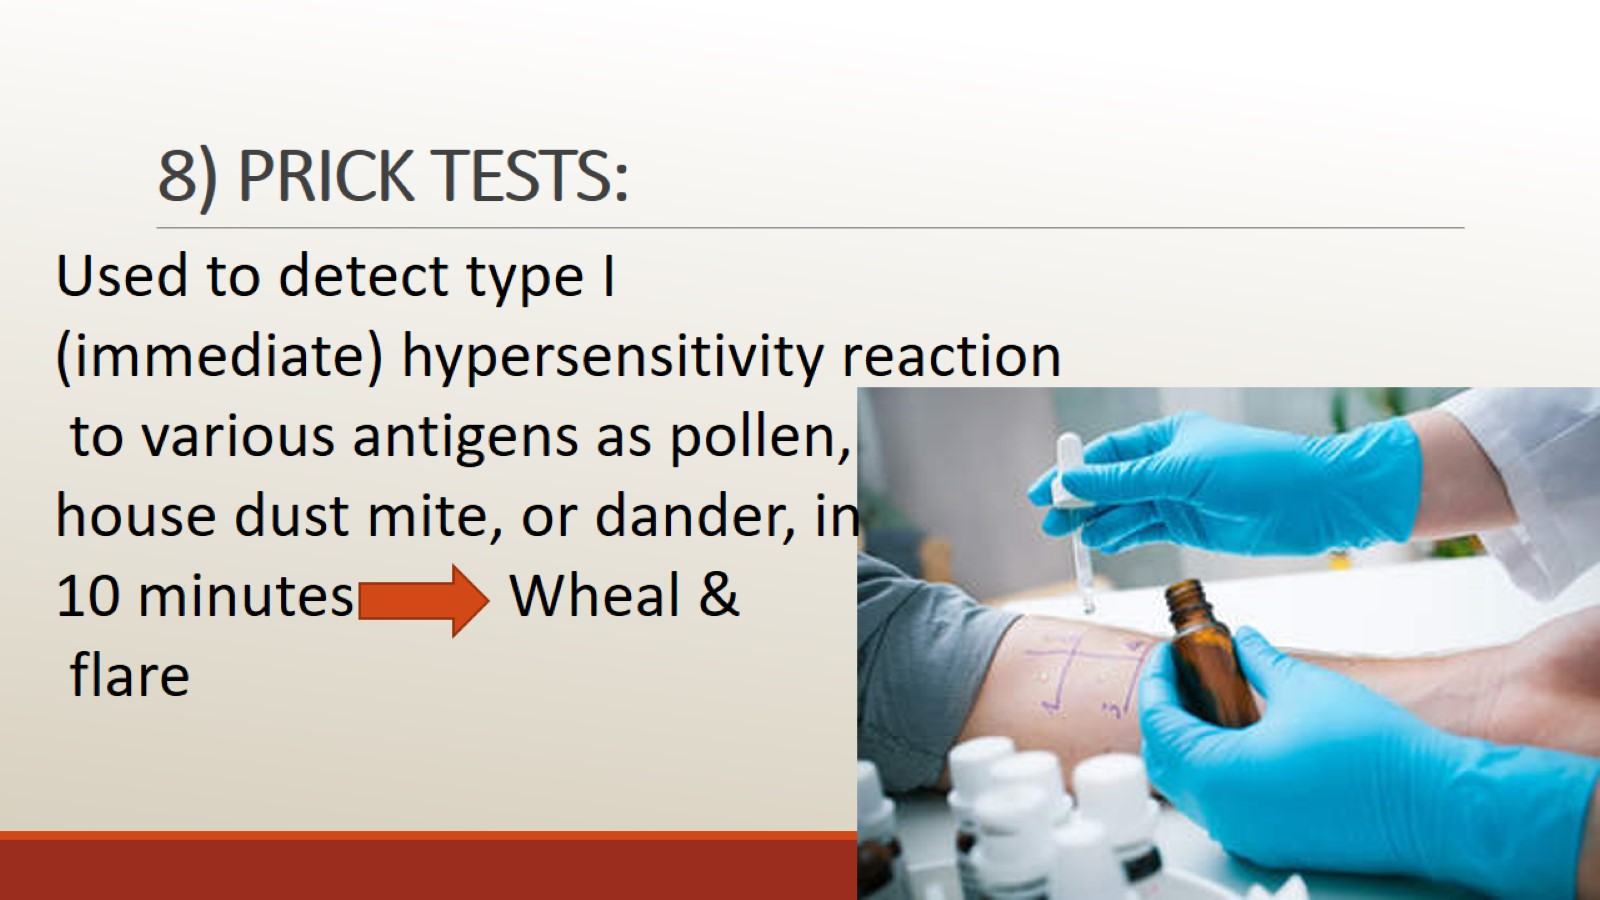 8) PRICK TESTS:
Used to detect type I
(immediate) hypersensitivity reaction
to various antigens as pollen,
house dust mite, or dander, in
10 minutes Wheal &
flare